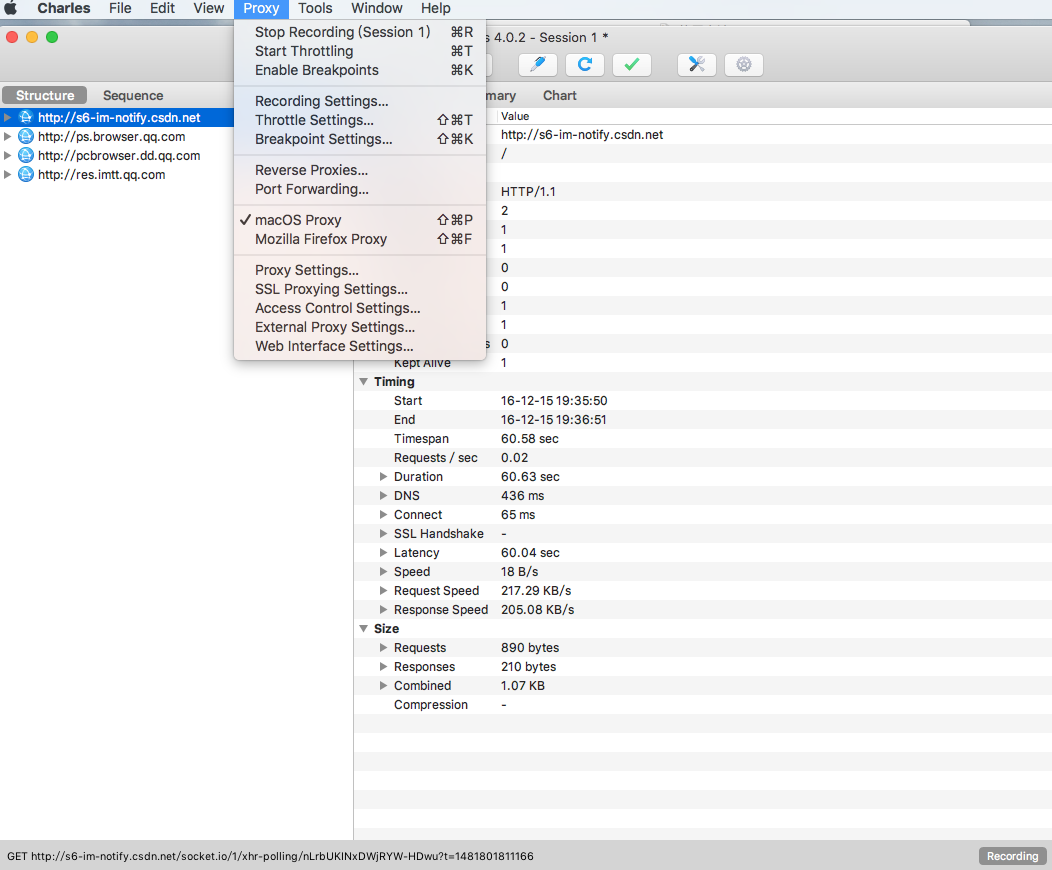 Charles File Edit View Proxy Tools Window Help
s 4.0.2 - Session 1 *
Stop Recording (Session 1) ⌘R
Start Throttling ⌘T
Enable Breakpoints ⌘K
Recording Settings...
Throttle Settings... ⇧⌘T
Breakpoint Settings... ⇧⌘K
Reverse Proxies...
Port Forwarding...
✓ macOS Proxy ⇧⌘P
Mozilla Firefox Proxy ⇧⌘F
Proxy Settings...
SSL Proxying Settings...
Access Control Settings...
External Proxy Settings...
Web Interface Settings...
Structure Sequence
http://s6-im-notify.csdn.net
http://ps.browser.qq.com
http://pcbrowser.dd.qq.com
http://res.imtt.qq.com
mary Chart
Value
http://s6-im-notify.csdn.net
/
HTTP/1.1
2
1
1
0
0
1
1
s 0
Kept Alive 1
Timing
Start 16-12-15 19:35:50
End 16-12-15 19:36:51
Timespan 60.58 sec
Requests / sec 0.02
Duration 60.63 sec
DNS 436 ms
Connect 65 ms
SSL Handshake -
Latency 60.04 sec
Speed 18 B/s
Request Speed 217.29 KB/s
Response Speed 205.08 KB/s
Size
Requests 890 bytes
Responses 210 bytes
Combined 1.07 KB
Compression -
GET http://s6-im-notify.csdn.net/socket.io/1/xhr-polling/nLrbUKlNxDWjRYW-HDwu?t=1481801811166
Recording